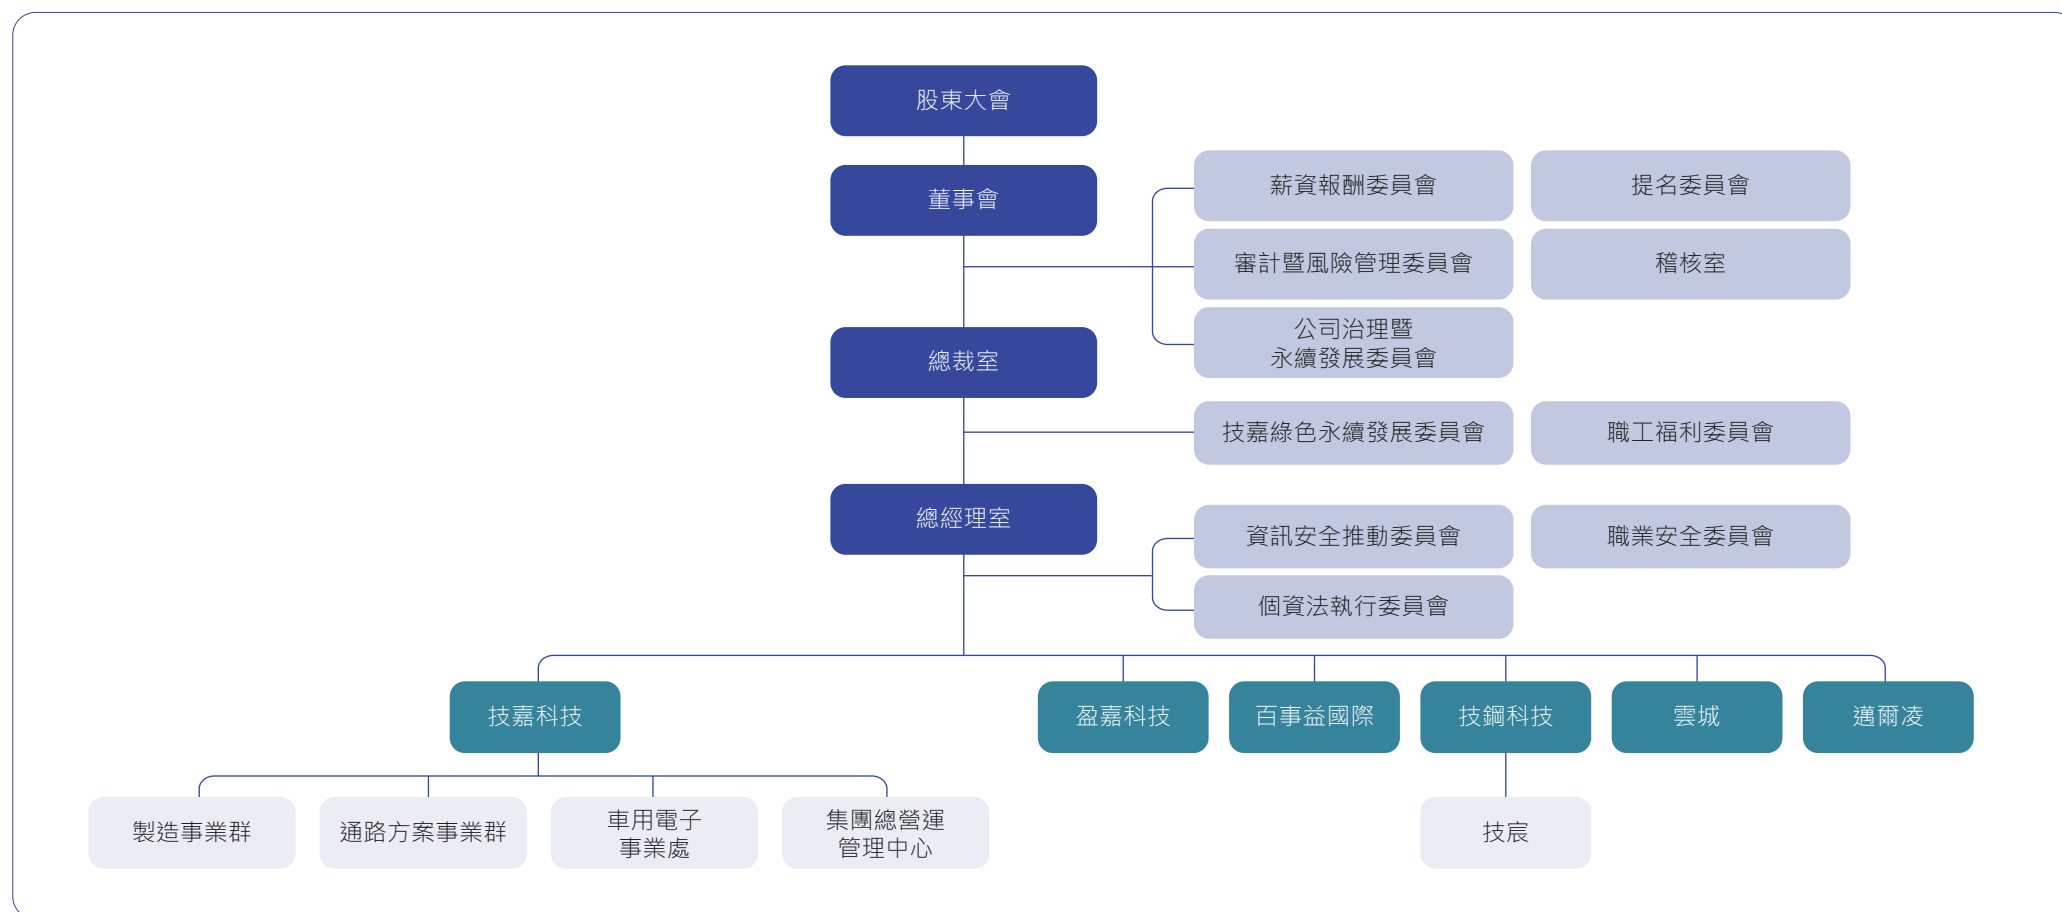 股東大會
董事會
薪資報酬委員會
提名委員會
審計暨風險管理委員會
稽核室
公司治理暨
永續發展委員會
總裁室
技嘉綠色永續發展委員會
職工福利委員會
總經理室
資訊安全推動委員會
職業安全委員會
個資法執行委員會
技嘉科技
盈嘉科技
百事益國際
技鋼科技
雲城
邁爾凌
製造事業群
通路方案事業群
車用電子
事業處
集團總營運
管理中心
技宸